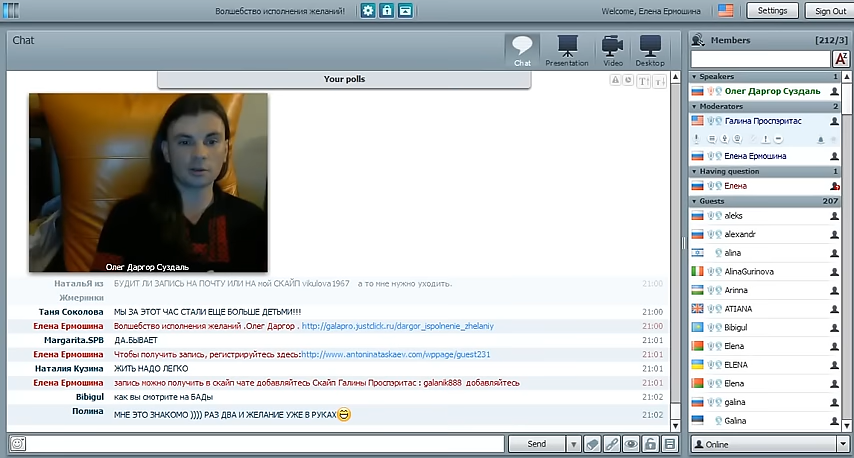 Волшебство исполнения желаний!
Welcome, Елена Ермошина
Settings
Sign Out
Chat
Chat
Presentation
Video
Desktop
Your polls
Олег Даргор Суздаль
НатальЯ из Жмеринки
БУДИТ ЛИ ЗАПИСЬ НА ПОЧТУ ИЛИ НА мой СКАЙП vikulova1967 а то мне нужно уходить. 21:00
Таня Соколова МЫ ЗА ЭТОТ ЧАС СТАЛИ ЕЩЕ БОЛЬШЕ ДЕТЬМИ!!!! 21:00
Елена Ермошина Волшебство исполнения желаний .Олег Даргор . http://galapro.justclick.ru/dargor_ispolnenie_zhelaniy 21:00
Margarita.SPB ДА.БЫВАЕТ 21:01
Елена Ермошина Чтобы получить запись, регистрируйтесь здесь:http://www.antoninataskaev.com/wppage/guest231 21:01
Наталия Кузина ЖИТЬ НАДО ЛЕГКО 21:01
Елена Ермошина запись можно получить в скайп чате добавляйтесь Скайп Галины Проспэритас : galanik888 добавляйтесь 21:01
Bibigul как вы смотрите на БАДы 21:02
Полина МНЕ ЭТО ЗНАКОМО )))) РАЗ ДВА И ЖЕЛАНИЕ УЖЕ В РУКАХ 21:02
Send
Members [212/3]
Speakers 1
Олег Даргор Суздаль
Moderators 2
Галина Проспэритас
Елена Ермошина
Having question 1
Елена
Guests 207
aleks
alexandr
alina
AlinaGurinova
Arinna
ATIANA
Bibigul
Elena
ELENA
Elena
galina
Galina
Online